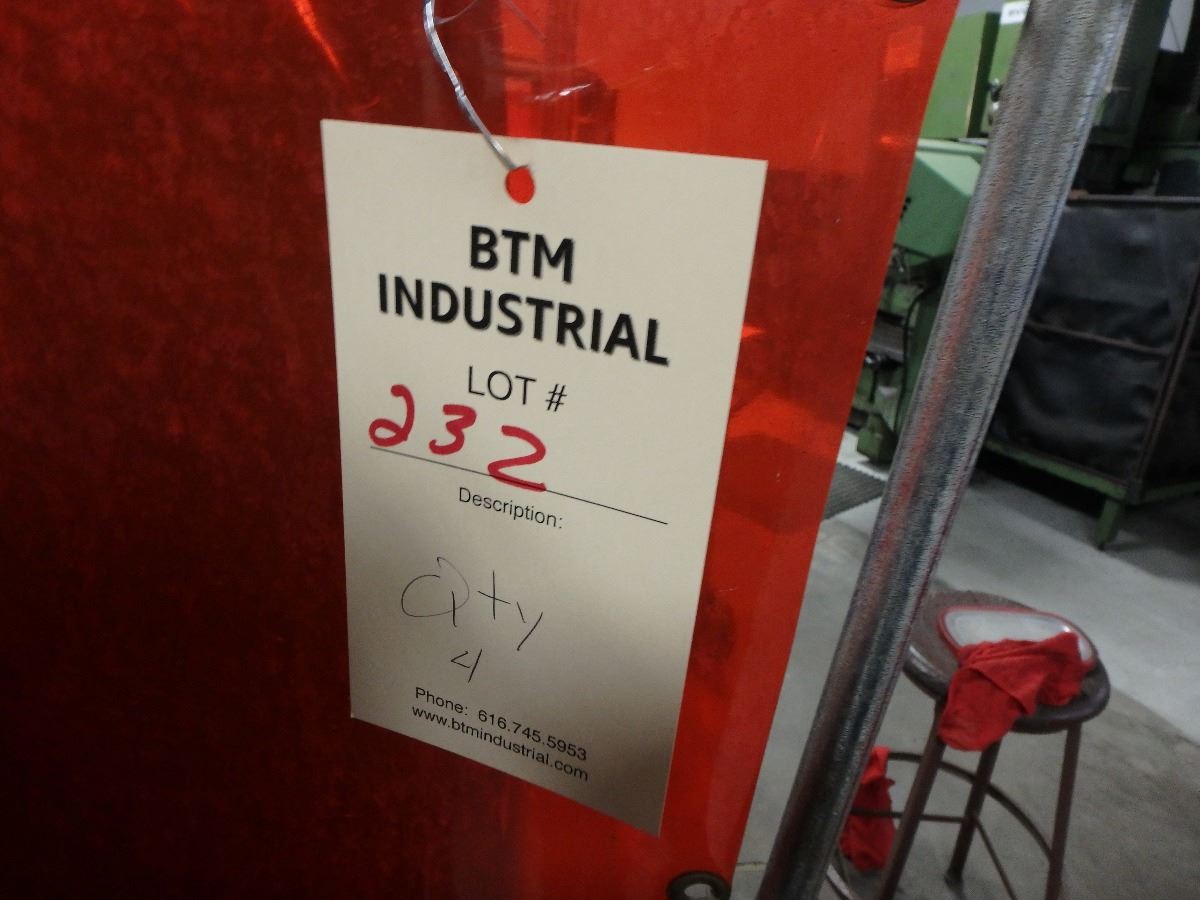 BTM
INDUSTRIAL
LOT #
232
Description:
Qty
4
Phone: 616.745.5953
www.btmindustrial.com